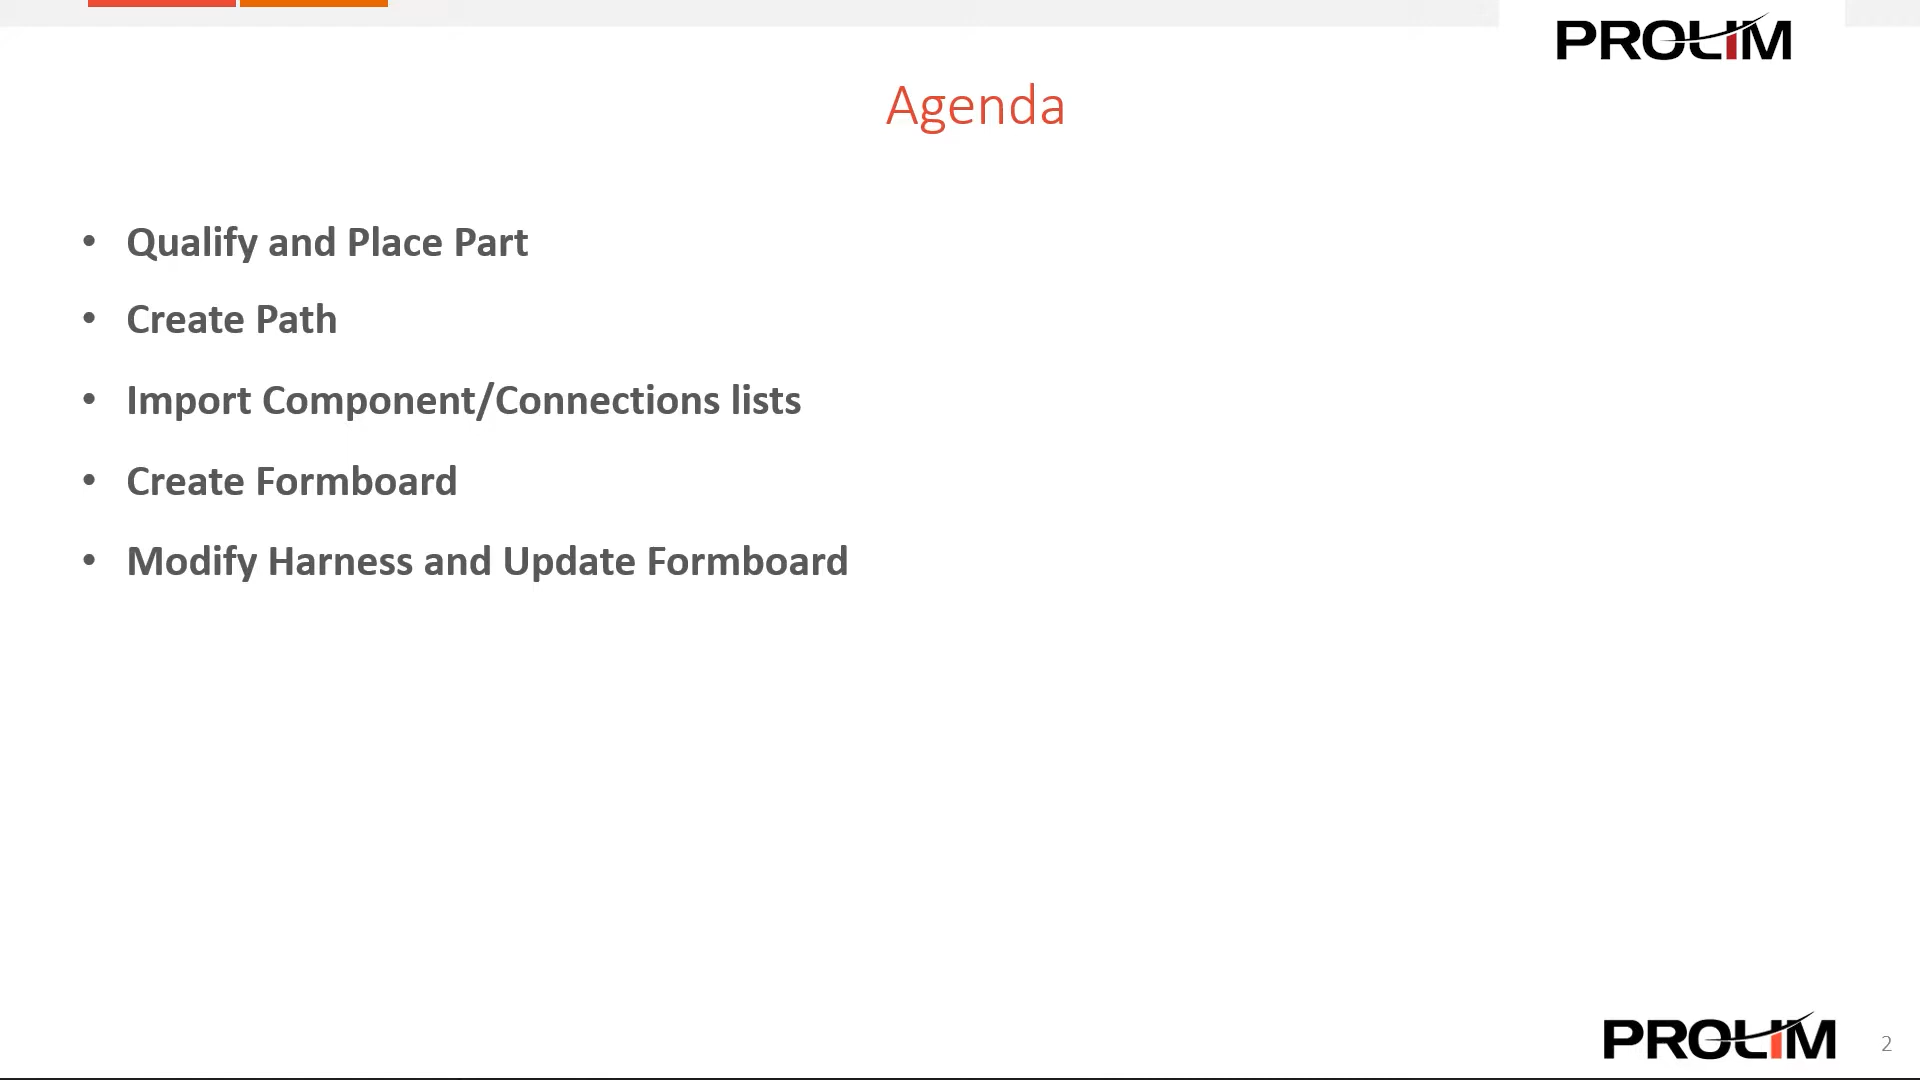 PROLIM
Agenda
• Qualify and Place Part
• Create Path
• Import Component/Connections lists
• Create Formboard
• Modify Harness and Update Formboard
PROLIM
2